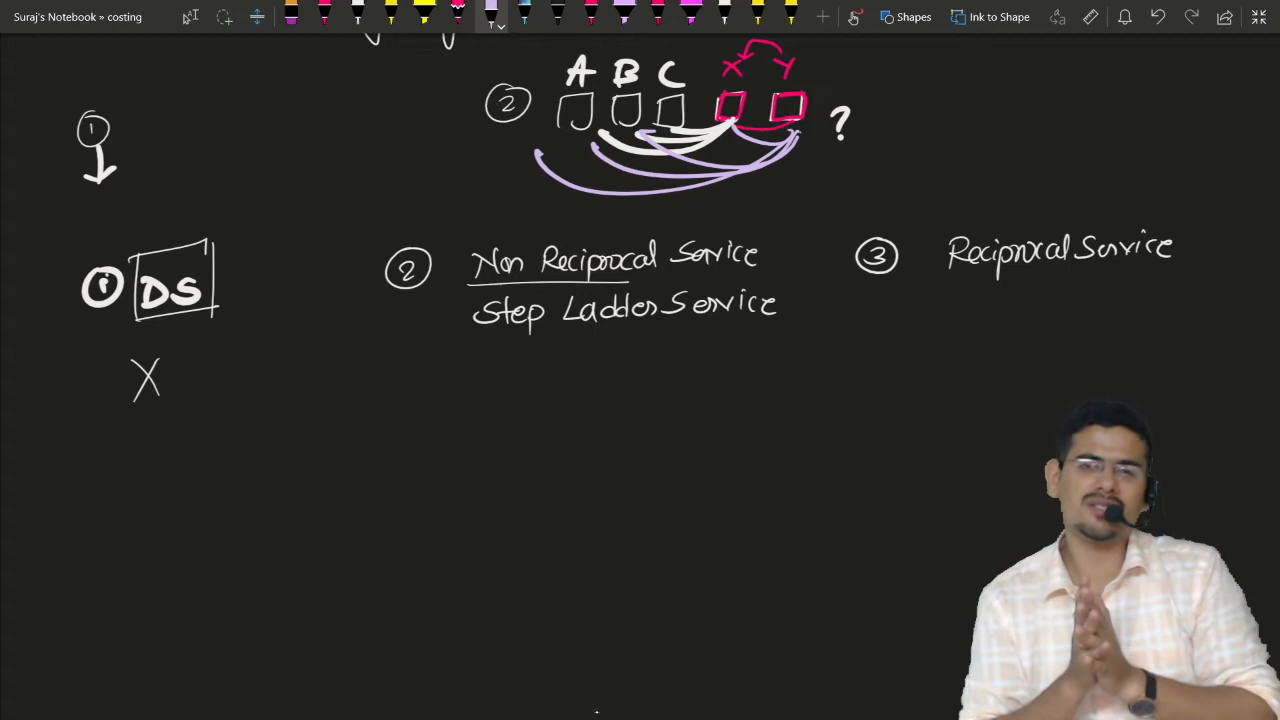 Suraj's Notebook » costing
Shapes
Ink to Shape
A B C X Y
2 ?
1
1 DS
2 Non Reciprocal Service
Step Ladder Service
3 Reciprocal Service
X